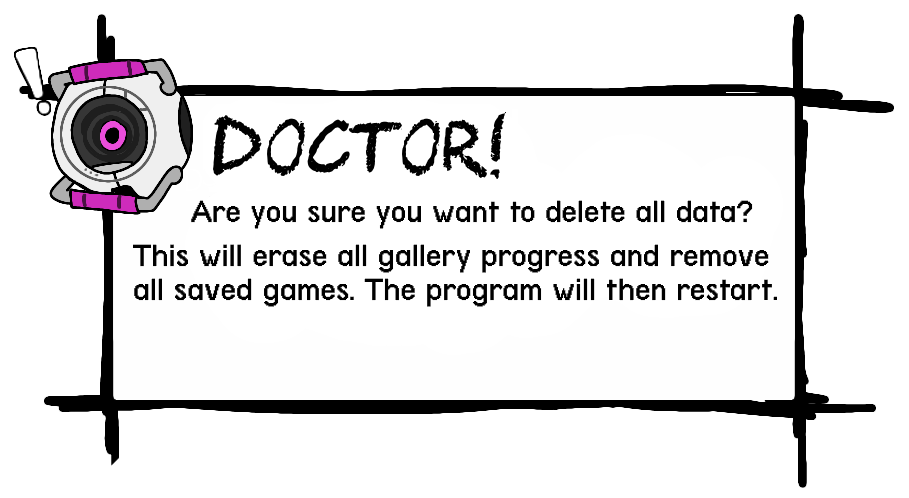 DOCTOR!
Are you sure you want to delete all data?
This will erase all gallery progress and remove
all saved games. The program will then restart.